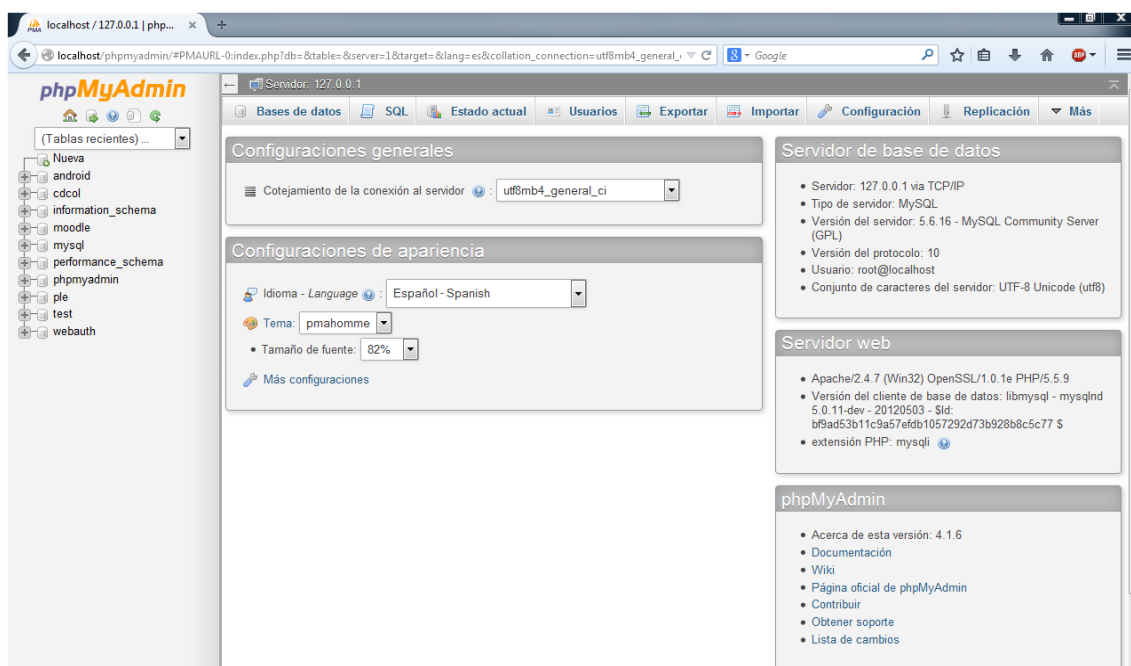 localhost / 127.0.0.1 | php...
localhost/phpmyadmin/#PMAURL-0:index.php?db=&table=&server=1&target=&lang=es&collation_connection=utf8mb4_general_
Google
phpMyAdmin
(Tablas recientes) ...
Nueva
android
cdcol
information_schema
moodle
mysql
performance_schema
phpmyadmin
ple
test
webauth
Servidor: 127.0.0.1
Bases de datos SQL Estado actual Usuarios Exportar Importar Configuración Replicación Más
Configuraciones generales
Cotejamiento de la conexión al servidor : utf8mb4_general_ci
Configuraciones de apariencia
Idioma - Language : Español - Spanish
Tema: pmahomme
• Tamaño de fuente: 82%
Más configuraciones
Servidor de base de datos
• Servidor: 127.0.0.1 via TCP/IP
• Tipo de servidor: MySQL
• Versión del servidor: 5.6.16 - MySQL Community Server
(GPL)
• Versión del protocolo: 10
• Usuario: root@localhost
• Conjunto de caracteres del servidor: UTF-8 Unicode (utf8)
Servidor web
• Apache/2.4.7 (Win32) OpenSSL/1.0.1e PHP/5.5.9
• Versión del cliente de base de datos: libmysql - mysqlnd
5.0.11-dev - 20120503 - $Id:
bf9ad53b11c9a57efdb1057292d73b928b8c5c77 $
• extensión PHP: mysqli
phpMyAdmin
• Acerca de esta versión: 4.1.6
• Documentación
• Wiki
• Página oficial de phpMyAdmin
• Contribuir
• Obtener soporte
• Lista de cambios